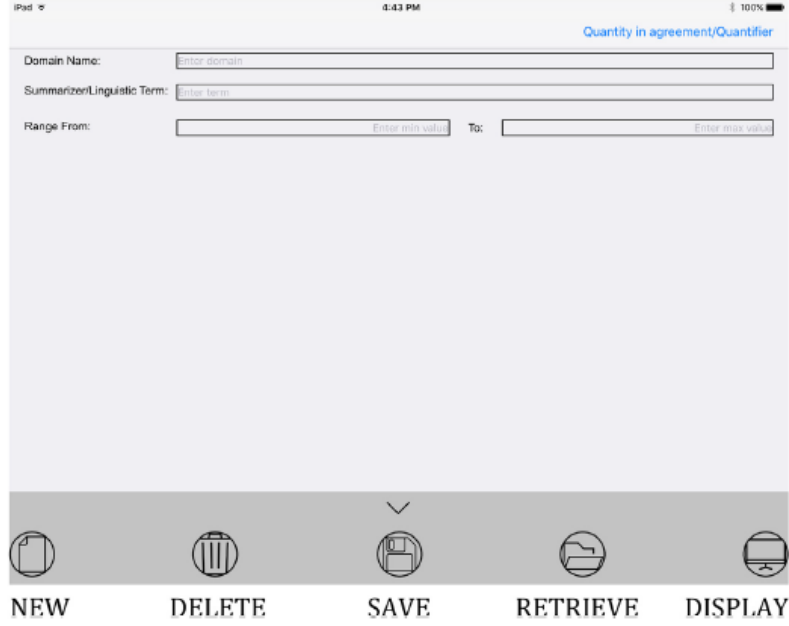 iPad 4:43 PM 100%
Quantity in agreement/Quantifier
Domain Name: Enter domain
Summarizer/Linguistic Term: Enter term
Range From: Enter min value To: Enter max value
NEW DELETE SAVE RETRIEVE DISPLAY